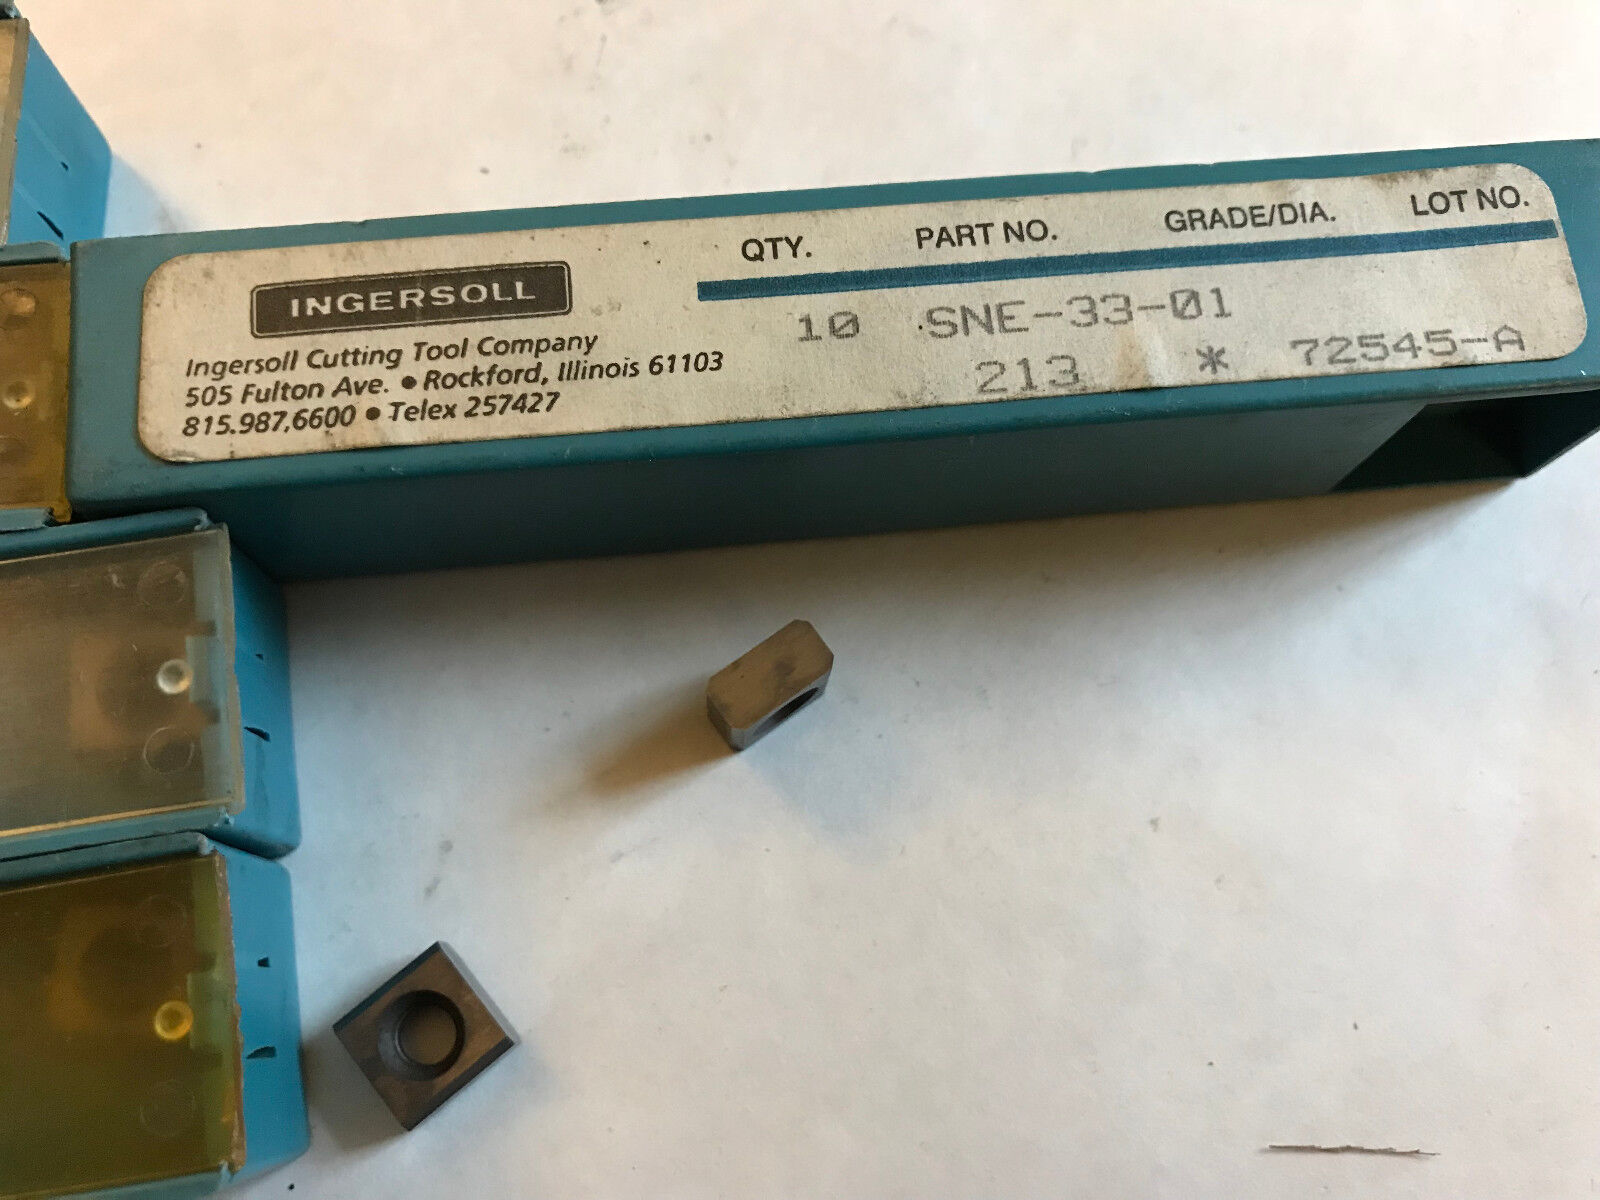 INGERSOLL
Ingersoll Cutting Tool Company
505 Fulton Ave. • Rockford, Illinois 61103
815.987.6600 • Telex 257427
QTY. PART NO. GRADE/DIA. LOT NO.
10 SNE-33-01
213 * 72545-A